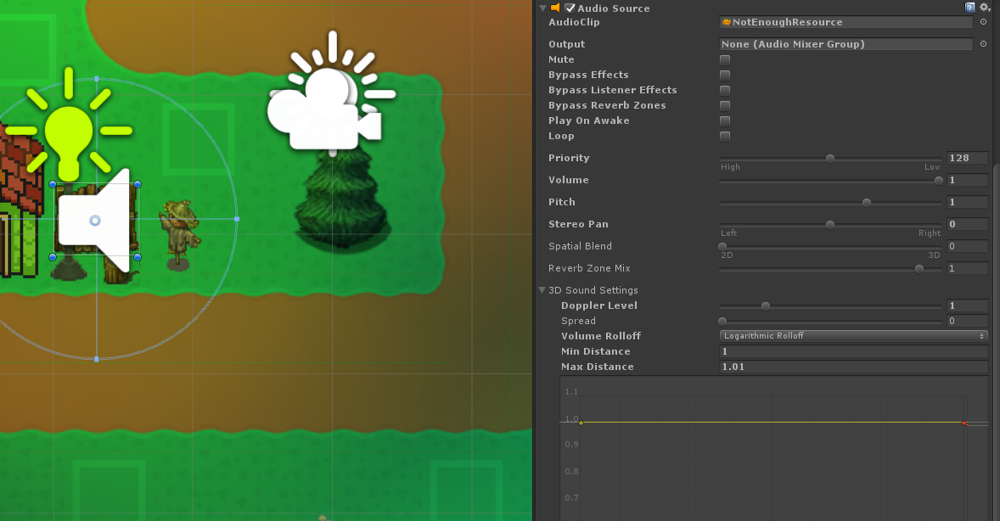 Audio Source
AudioClip NotEnoughResource
Output None (Audio Mixer Group)
Mute
Bypass Effects
Bypass Listener Effects
Bypass Reverb Zones
Play On Awake
Loop
Priority 128
High Low
Volume 1
Pitch 1
Stereo Pan 0
Left Right
Spatial Blend 0
2D 3D
Reverb Zone Mix 1
3D Sound Settings
Doppler Level 1
Spread 0
Volume Rolloff Logarithmic Rolloff
Min Distance 1
Max Distance 1.01
1.1
1.0
0.9
0.8
0.7